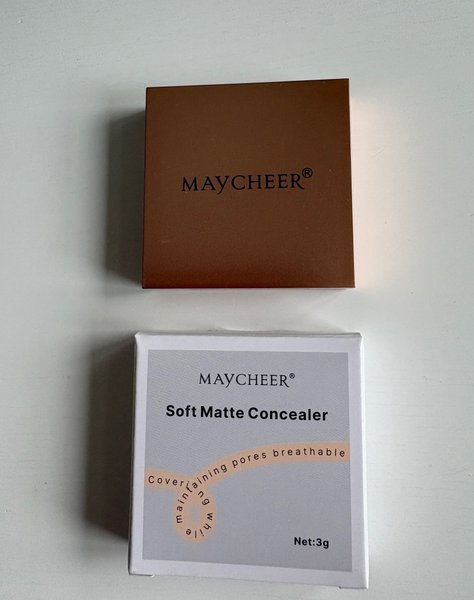 MAYCHEER®
MAYCHEER®
Soft Matte Concealer
Covering while maintaining pores breathable
Net:3g